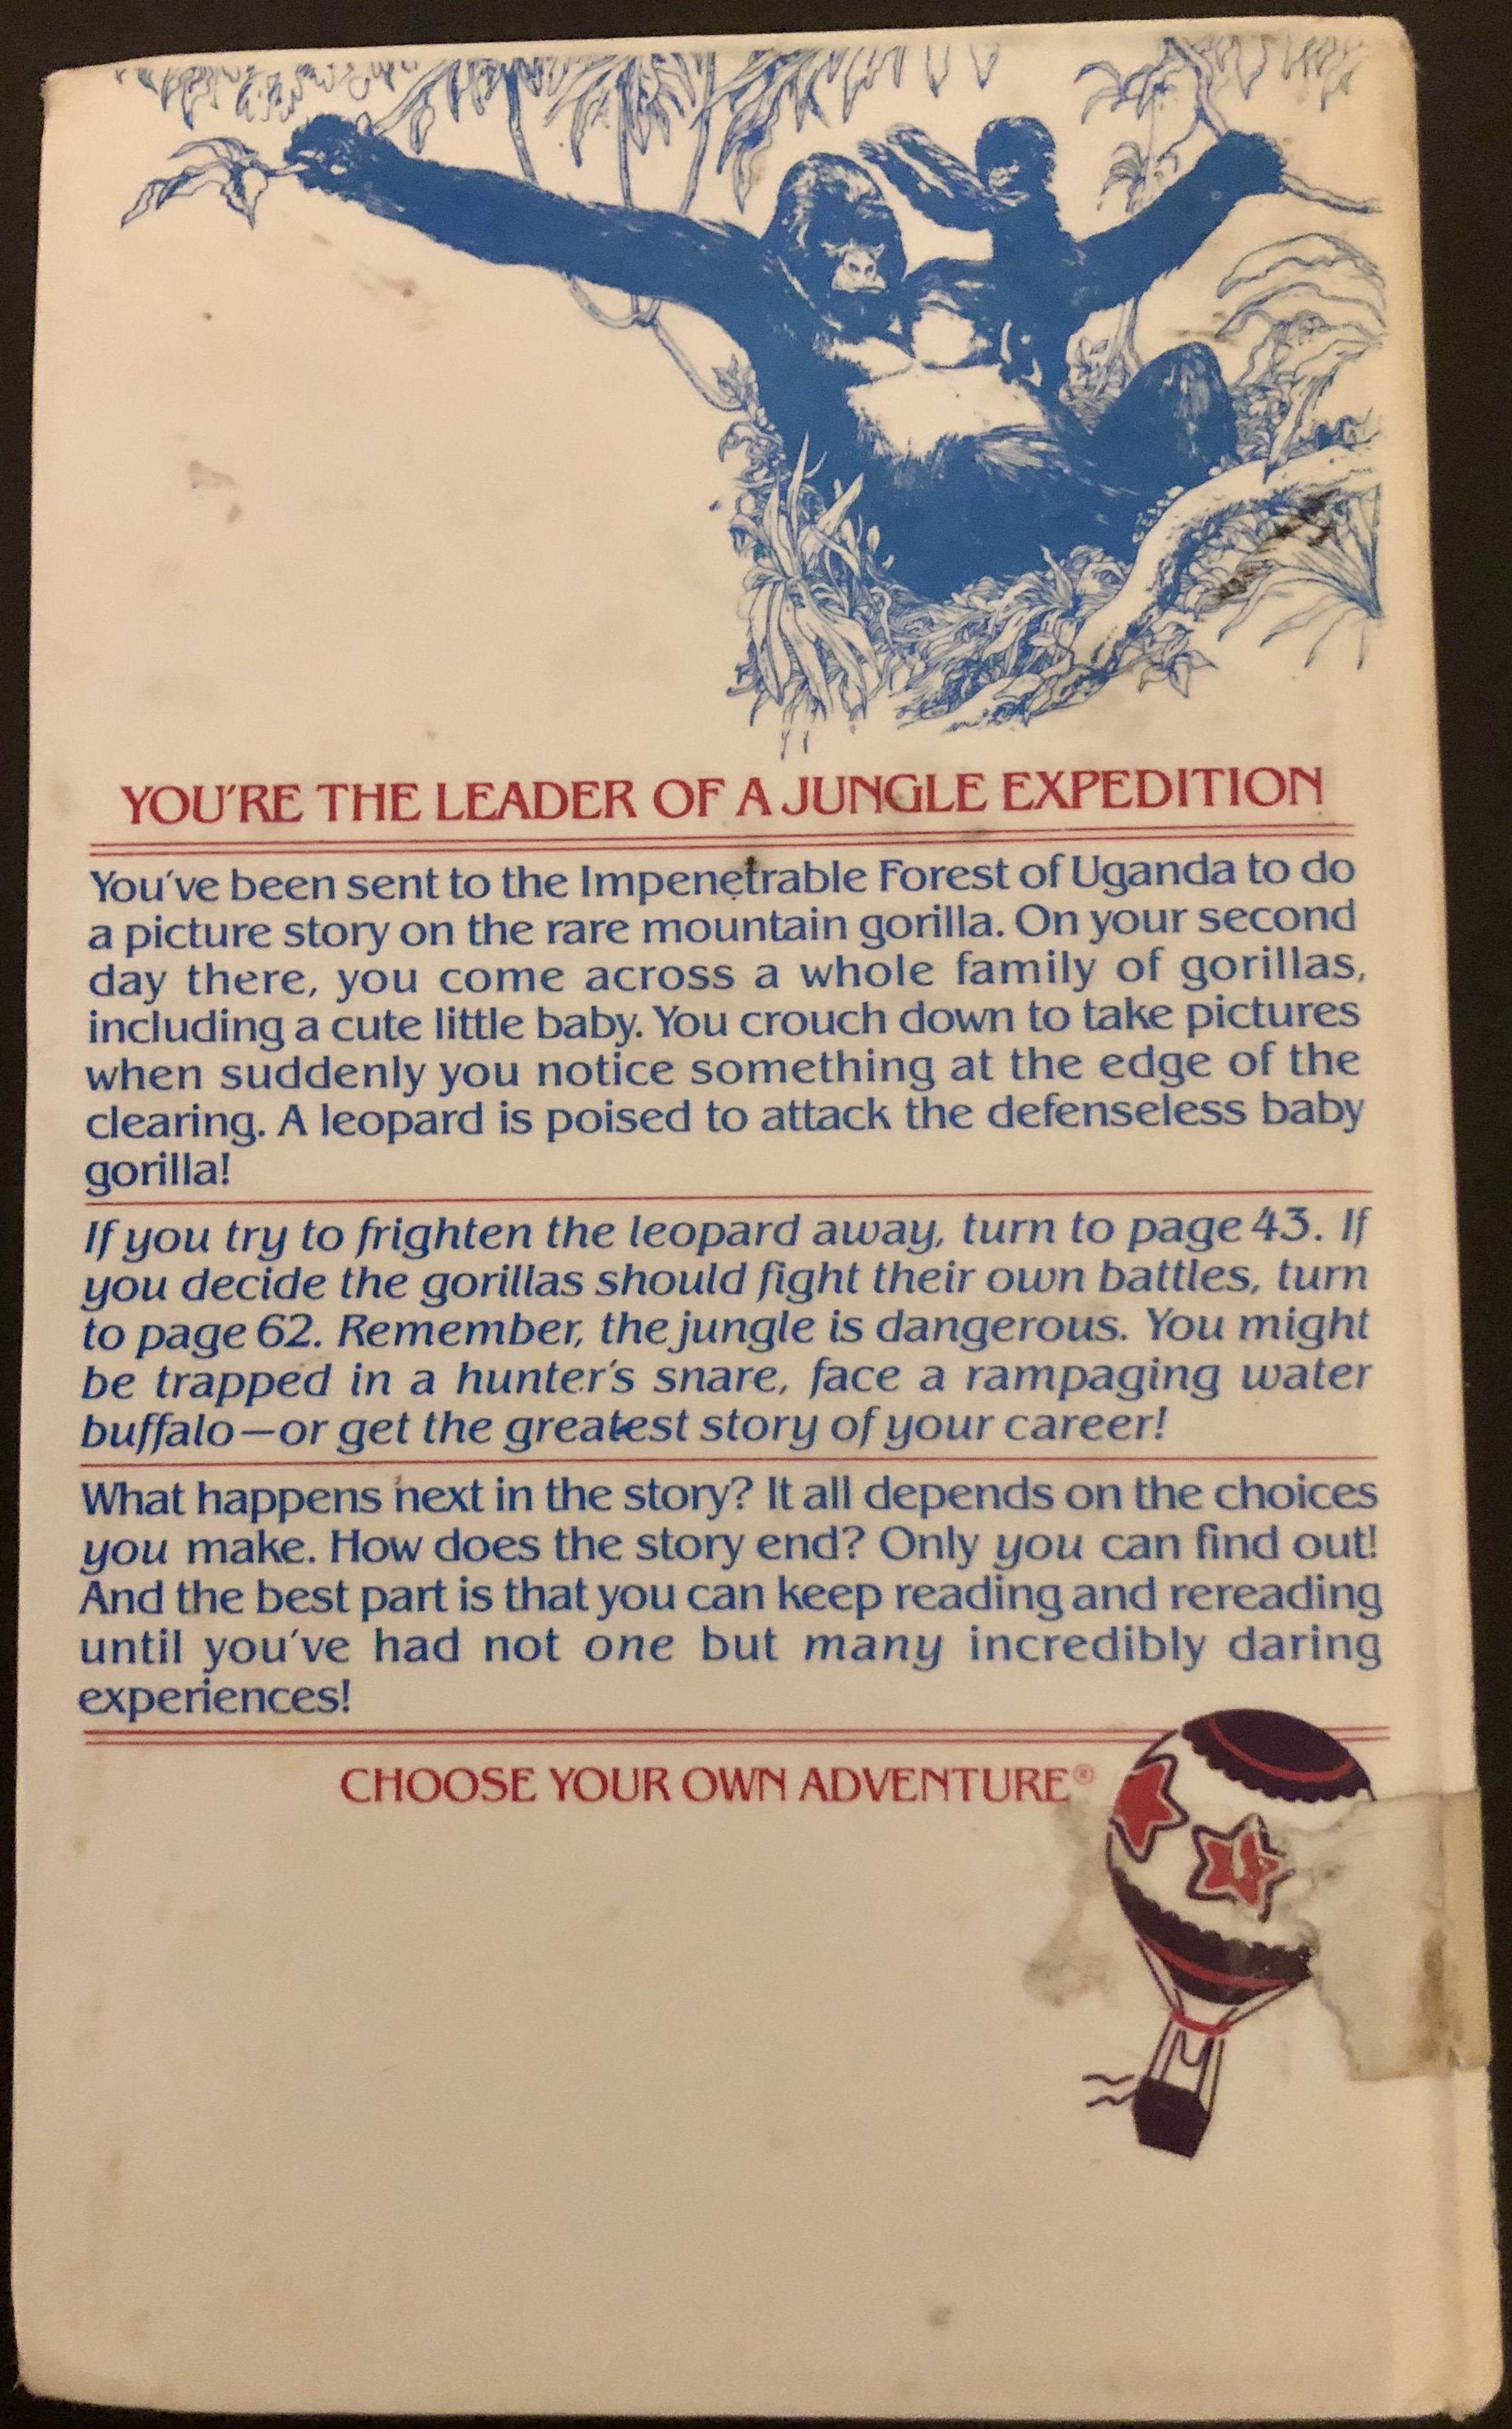 YOU'RE THE LEADER OF A JUNGLE EXPEDITION
You've been sent to the Impenetrable Forest of Uganda to do
a picture story on the rare mountain gorilla. On your second
day there, you come across a whole family of gorillas,
including a cute little baby. You crouch down to take pictures
when suddenly you notice something at the edge of the
clearing. A leopard is poised to attack the defenseless baby
gorilla!
If you try to frighten the leopard away, turn to page 43. If
you decide the gorillas should fight their own battles, turn
to page 62. Remember, the jungle is dangerous. You might
be trapped in a hunter's snare, face a rampaging water
buffalo—or get the greatest story of your career!
What happens next in the story? It all depends on the choices
you make. How does the story end? Only you can find out!
And the best part is that you can keep reading and rereading
until you've had not one but many incredibly daring
experiences!
CHOOSE YOUR OWN ADVENTURE®